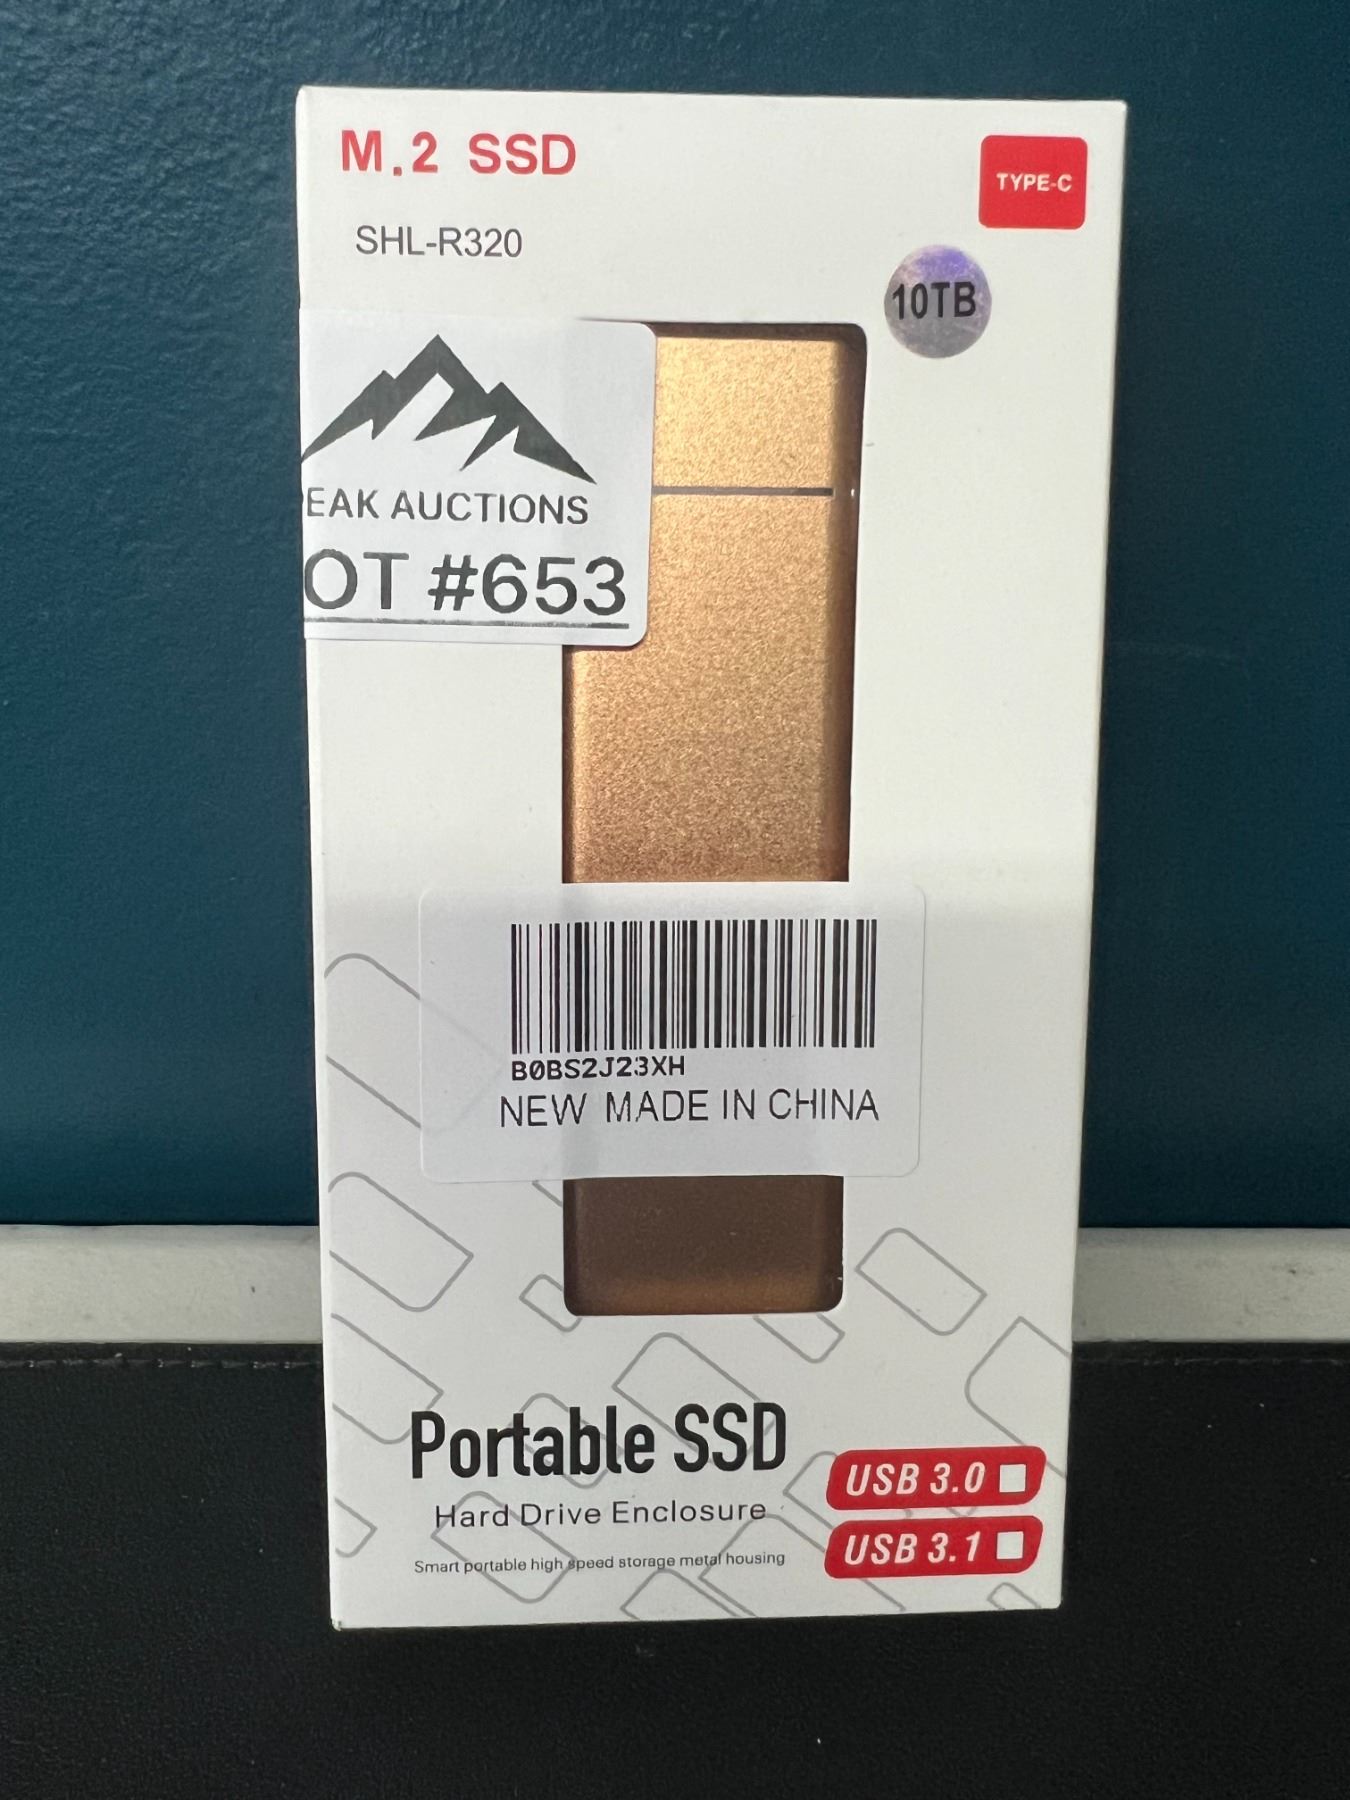 M.2 SSD
TYPE-C
SHL-R320
10TB
EAK AUCTIONS
OT #653
B0BS2J23XH
NEW MADE IN CHINA
Portable SSD
Hard Drive Enclosure
Smart portable high speed storage metal housing
USB 3.0
USB 3.1